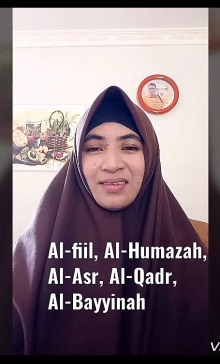 Al-fiil, Al-Humazah,
Al-Asr, Al-Qadr,
Al-Bayyinah